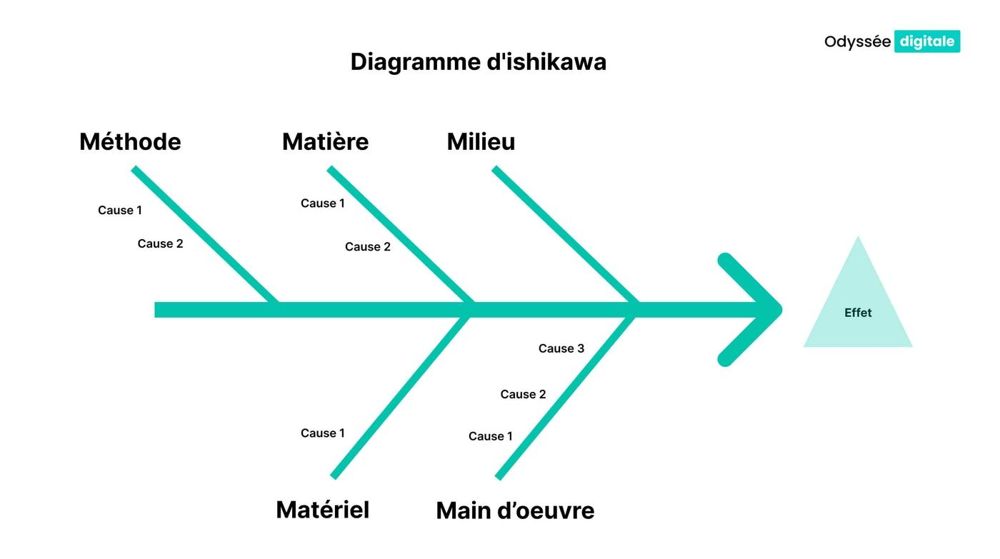 Odyssée digitale
Diagramme d'ishikawa
Méthode
Matière
Milieu
Cause 1
Cause 2
Cause 1
Cause 2
Effet
Cause 3
Cause 2
Cause 1
Cause 1
Matériel
Main d’oeuvre